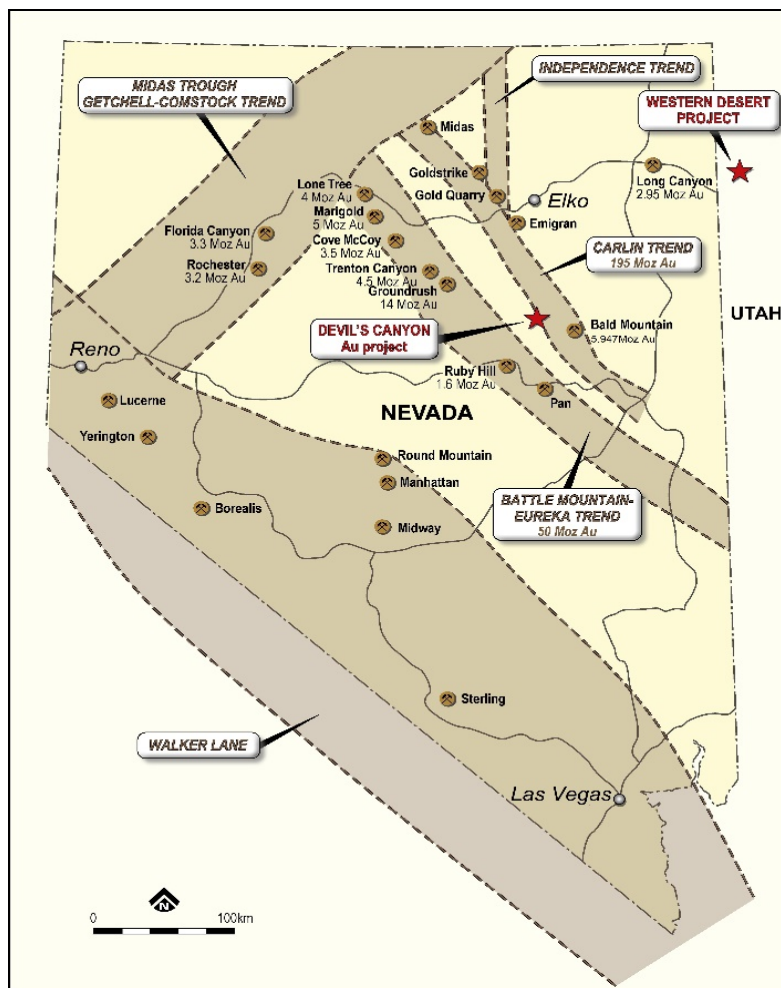 MIDAS TROUGH
GETCHELL-COMSTOCK TREND
INDEPENDENCE TREND
WESTERN DESERT
PROJECT
Midas
Goldstrike
Gold Quarry
Elko
Emigran
Long Canyon
2.95 Moz Au
Lone Tree
4 Moz Au
Marigold
5 Moz Au
Cove McCoy
3.5 Moz Au
Trenton Canyon
4.5 Moz Au
Groundrush
14 Moz Au
Florida Canyon
3.3 Moz Au
Rochester
3.2 Moz Au
CARLIN TREND
195 Moz Au
UTAH
DEVIL'S CANYON
Au project
Bald Mountain
5.947Moz Au
Reno
Ruby Hill
1.6 Moz Au
Pan
Lucerne
NEVADA
Yerington
Round Mountain
Manhattan
Borealis
Midway
BATTLE MOUNTAIN-
EUREKA TREND
50 Moz Au
Sterling
WALKER LANE
Las Vegas
N
0 100km